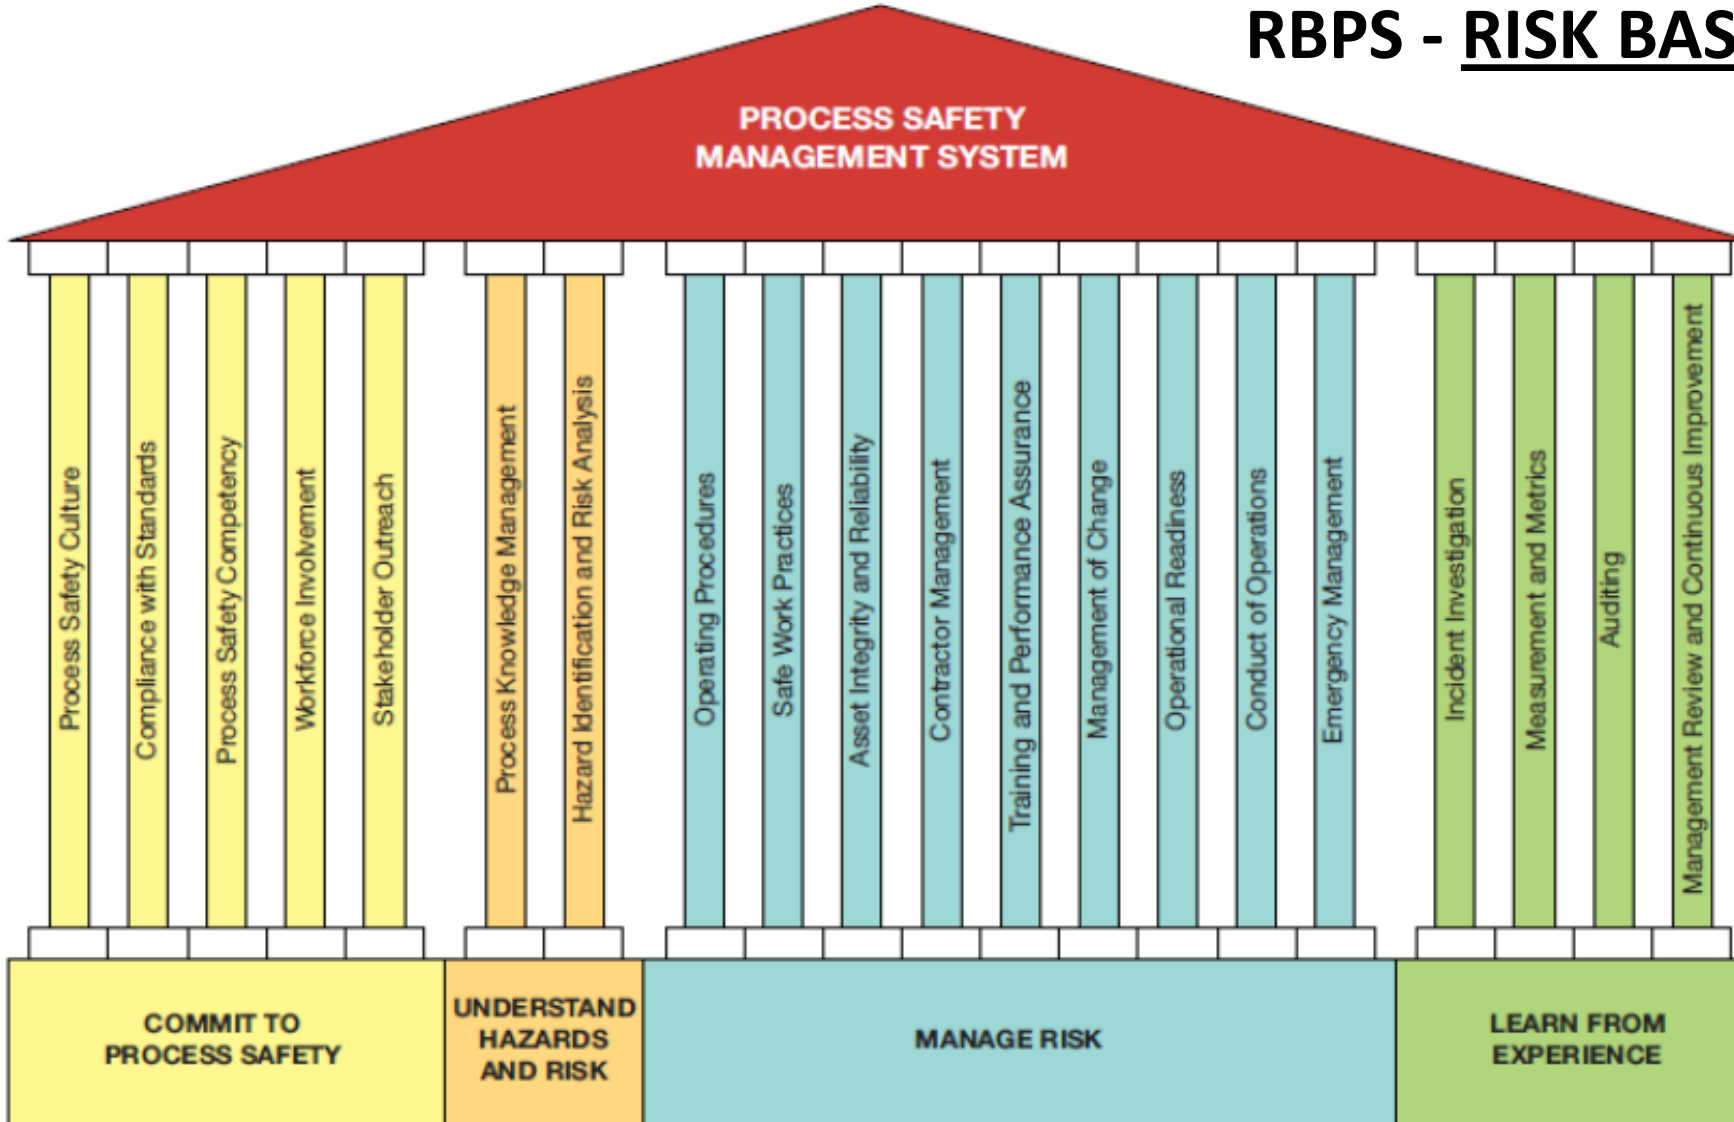 RBPS - RISK BAS
PROCESS SAFETY
MANAGEMENT SYSTEM
Process Safety Culture
Compliance with Standards
Process Safety Competency
Workforce Involvement
Stakeholder Outreach
Process Knowledge Management
Hazard Identification and Risk Analysis
Operating Procedures
Safe Work Practices
Asset Integrity and Reliability
Contractor Management
Training and Performance Assurance
Management of Change
Operational Readiness
Conduct of Operations
Emergency Management
Incident Investigation
Measurement and Metrics
Auditing
Management Review and Continuous Improvement
COMMIT TO
PROCESS SAFETY
UNDERSTAND
HAZARDS
AND RISK
MANAGE RISK
LEARN FROM
EXPERIENCE